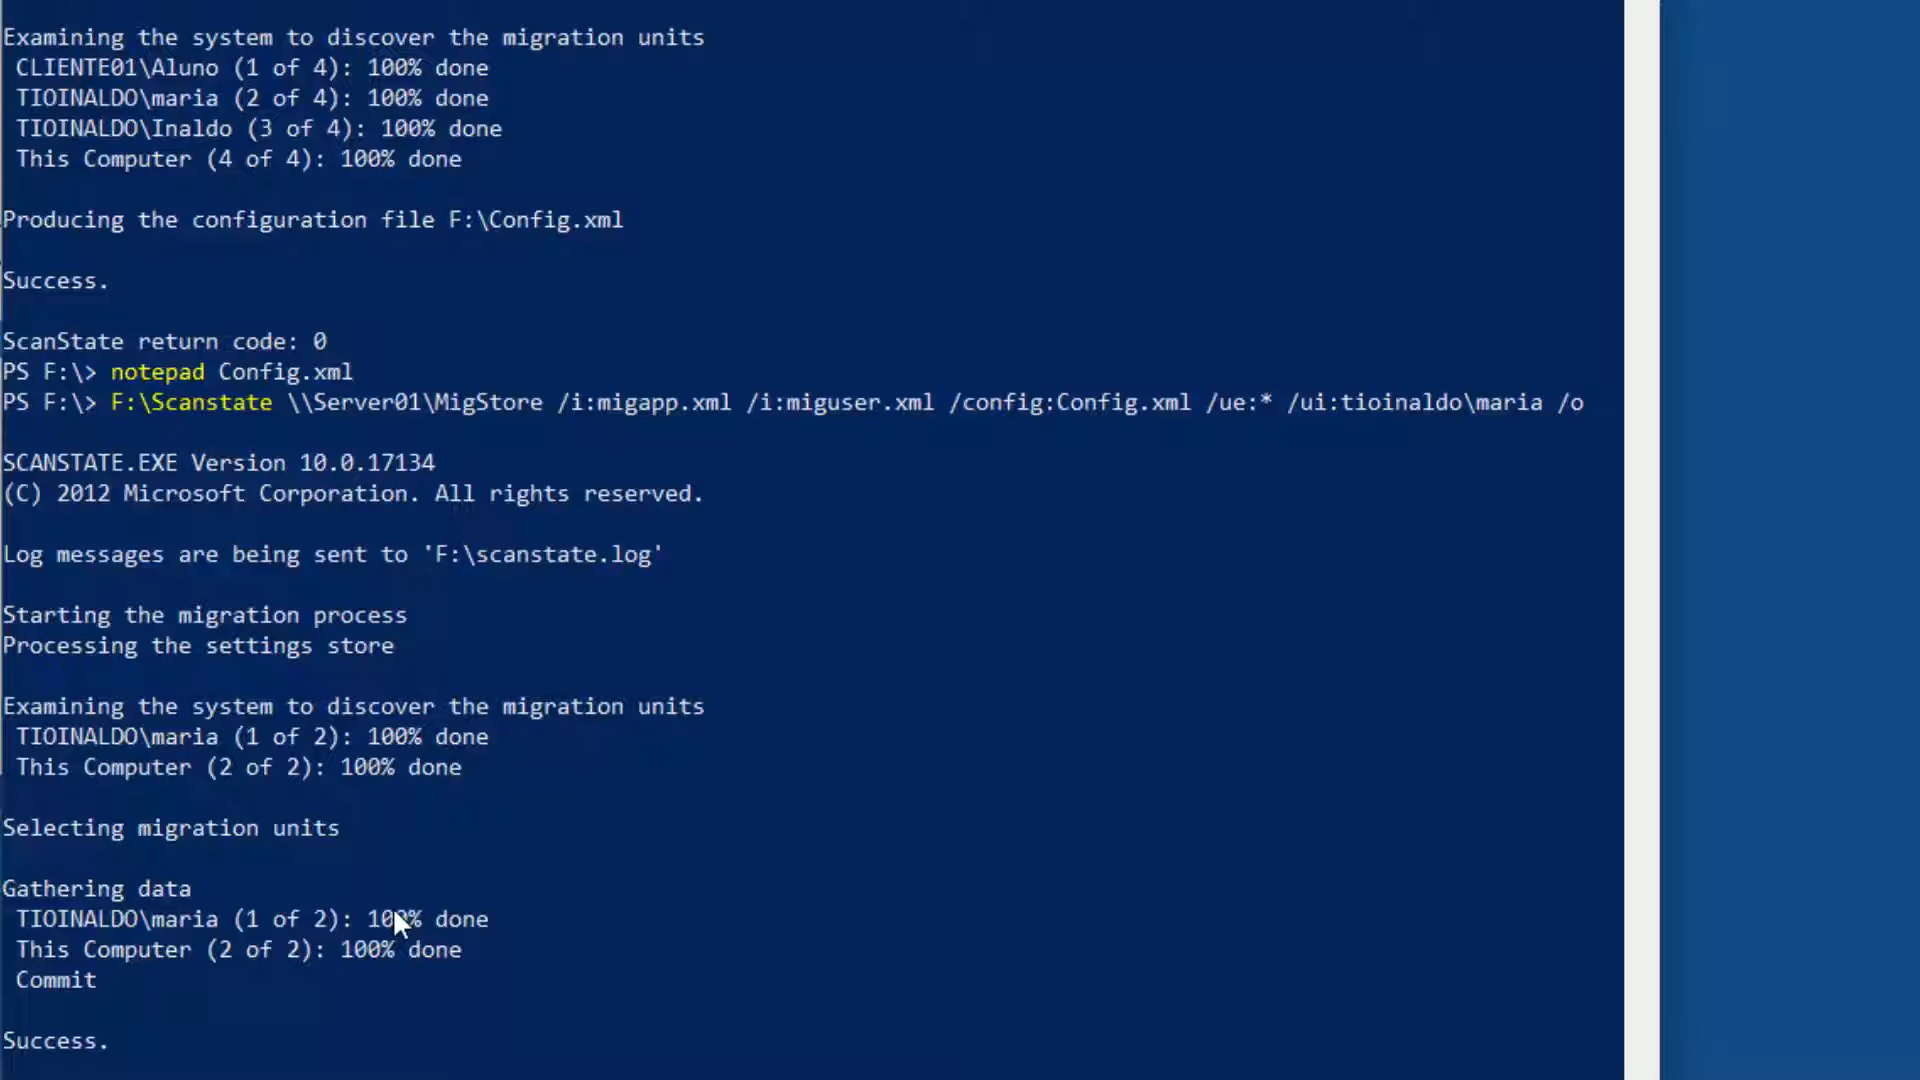 Examining the system to discover the migration units
CLIENTE01\Aluno (1 of 4): 100% done
TIOINALDO\maria (2 of 4): 100% done
TIOINALDO\Inaldo (3 of 4): 100% done
This Computer (4 of 4): 100% done
Producing the configuration file F:\Config.xml
Success.
ScanState return code: 0
PS F:\> notepad Config.xml
PS F:\> F:\Scanstate \\Server01\MigStore /i:migapp.xml /i:miguser.xml /config:Config.xml /ue:* /ui:tioinaldo\maria /o
SCANSTATE.EXE Version 10.0.17134
(C) 2012 Microsoft Corporation. All rights reserved.
Log messages are being sent to 'F:\scanstate.log'
Starting the migration process
Processing the settings store
Examining the system to discover the migration units
TIOINALDO\maria (1 of 2): 100% done
This Computer (2 of 2): 100% done
Selecting migration units
Gathering data
TIOINALDO\maria (1 of 2): 100% done
This Computer (2 of 2): 100% done
Commit
Success.